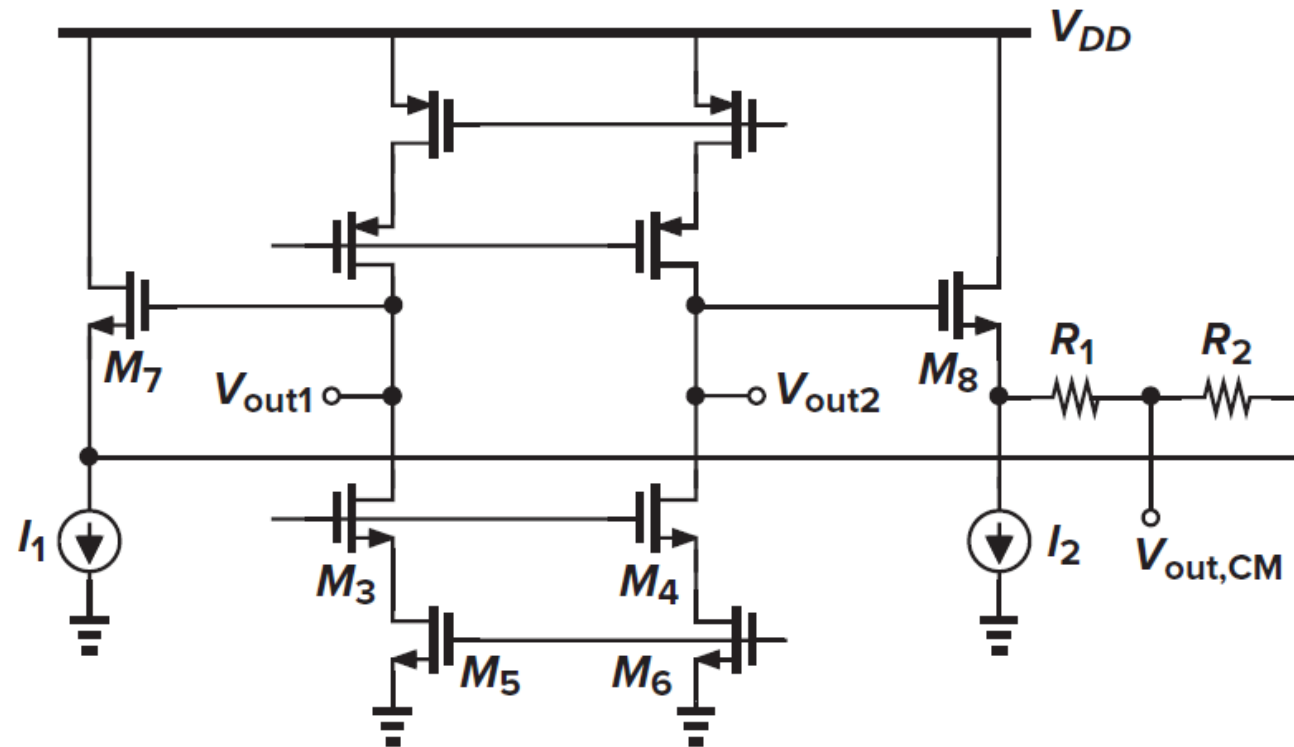 V_DD
M_7
V_out1
V_out2
M_8
R_1
R_2
I_1
M_3
M_4
I_2
V_out,CM
M_5
M_6